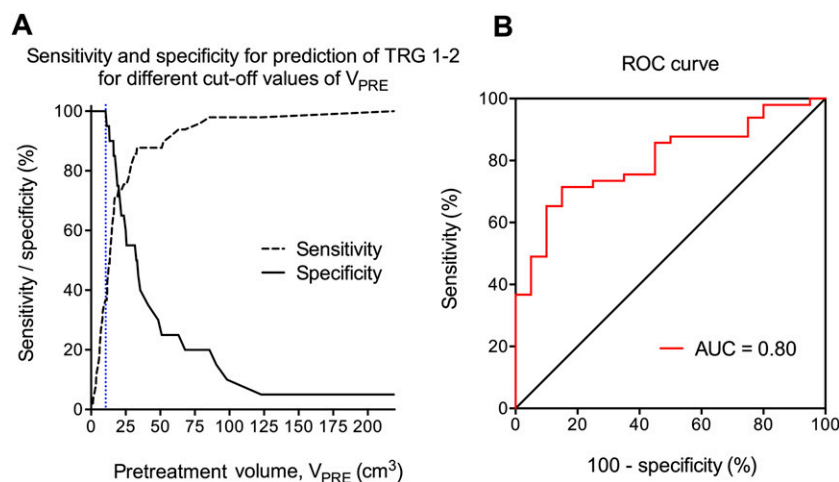 A
Sensitivity and specificity for prediction of TRG 1-2
for different cut-off values of V_PRE
100
80
60
40
20
0
Sensitivity / specificity (%)
Sensitivity
Specificity
0 25 50 75 100 125 150 175 200
Pretreatment volume, V_PRE (cm³)
B
ROC curve
100
80
60
40
20
0
Sensitivity (%)
AUC = 0.80
0 20 40 60 80 100
100 - specificity (%)